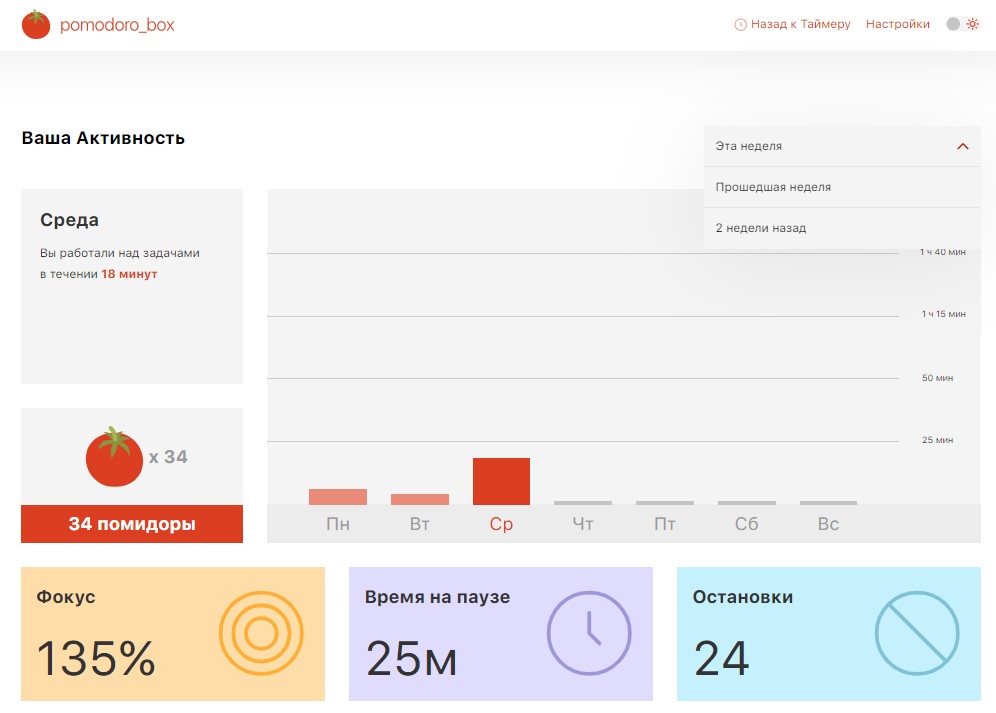 pomodoro_box
Назад к Таймеру
Настройки
Ваша Активность
Эта неделя
Прошедшая неделя
2 недели назад
Среда
Вы работали над задачами
в течении 18 минут
1 ч 40 мин
1 ч 15 мин
50 мин
25 мин
x 34
34 помидоры
Пн Вт Ср Чт Пт Сб Вс
Фокус
135%
Время на паузе
25м
Остановки
24